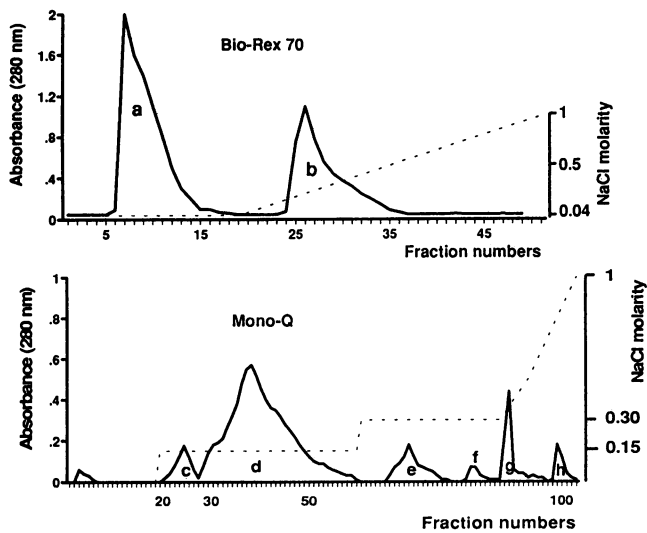 Bio-Rex 70
Absorbance (280 nm)
2
1.6
1.2
.8
.4
0
a
b
1
0.5
0.04
NaCl molarity
5 15 25 35 45
Fraction numbers
Mono-Q
Absorbance (280 nm)
1
.8
.6
.4
.2
0
c d e f g h
1
0.30
0.15
NaCl molarity
20 30 50 100
Fraction numbers